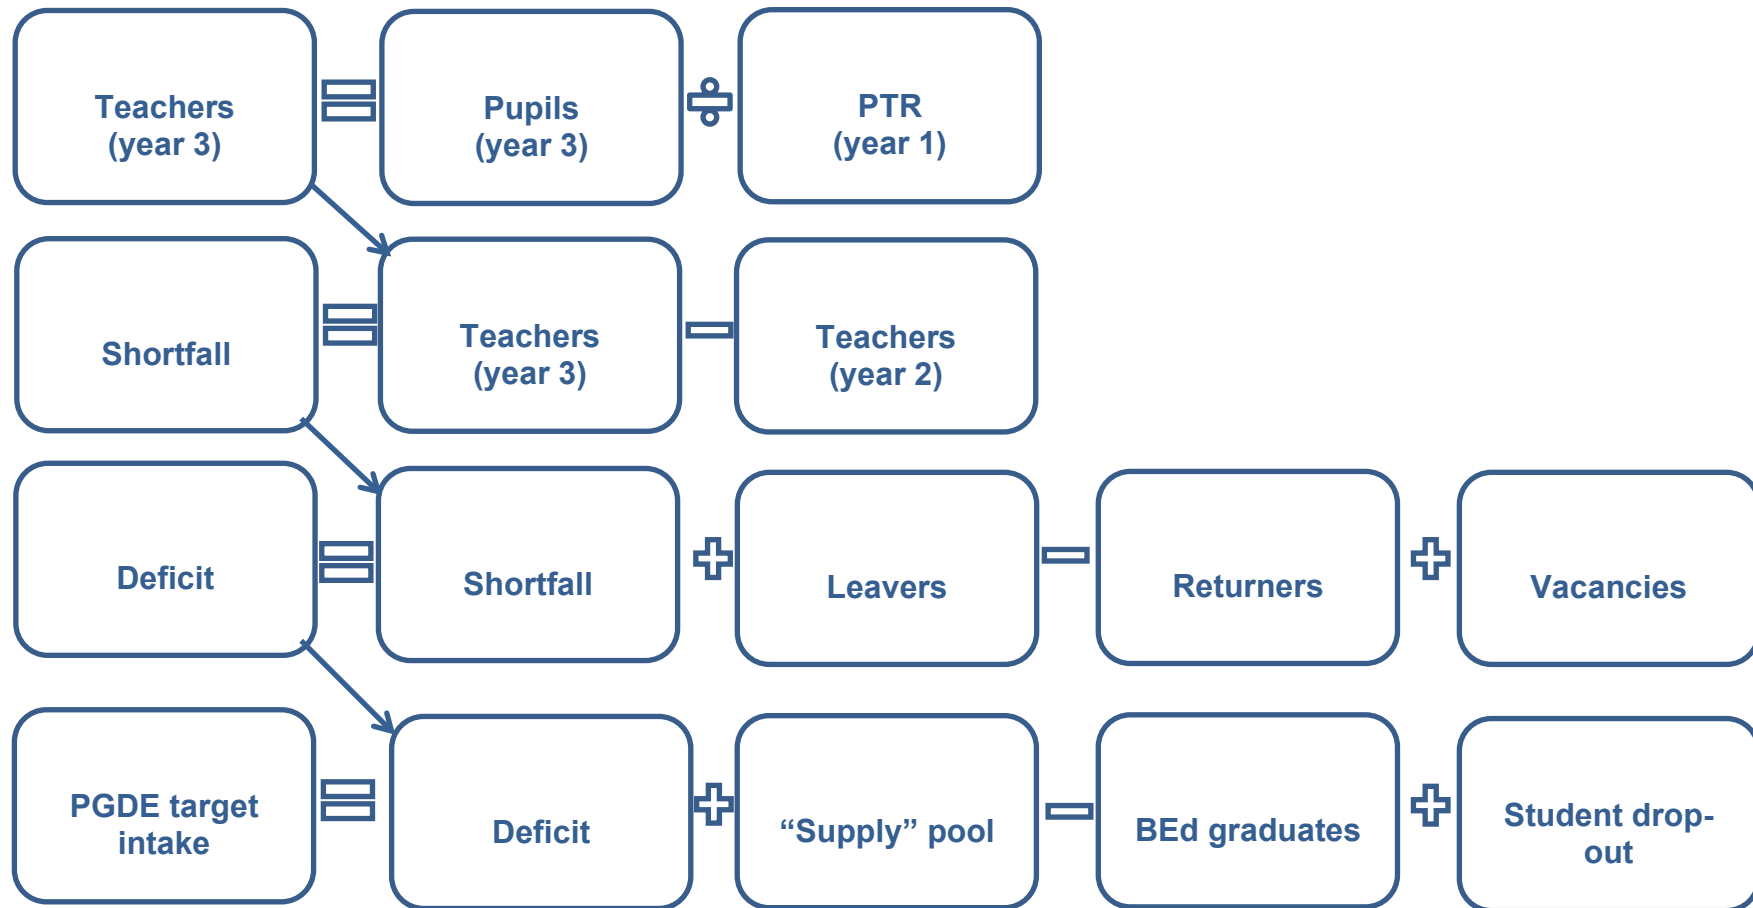 Teachers
(year 3)
Pupils
(year 3)
PTR
(year 1)
Shortfall
Teachers
(year 3)
Teachers
(year 2)
Deficit
Shortfall
Leavers
Returners
Vacancies
PGDE target
intake
Deficit
“Supply” pool
BEd graduates
Student drop-
out